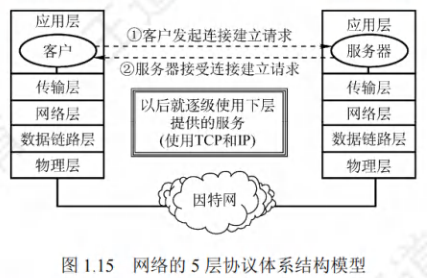 应用层
客户
传输层
网络层
数据链路层
物理层
①客户发起连接建立请求
②服务器接受连接建立请求
以后就逐级使用下层
提供的服务
(使用TCP和IP)
因特网
应用层
服务器
传输层
网络层
数据链路层
物理层
图 1.15 网络的 5 层协议体系结构模型